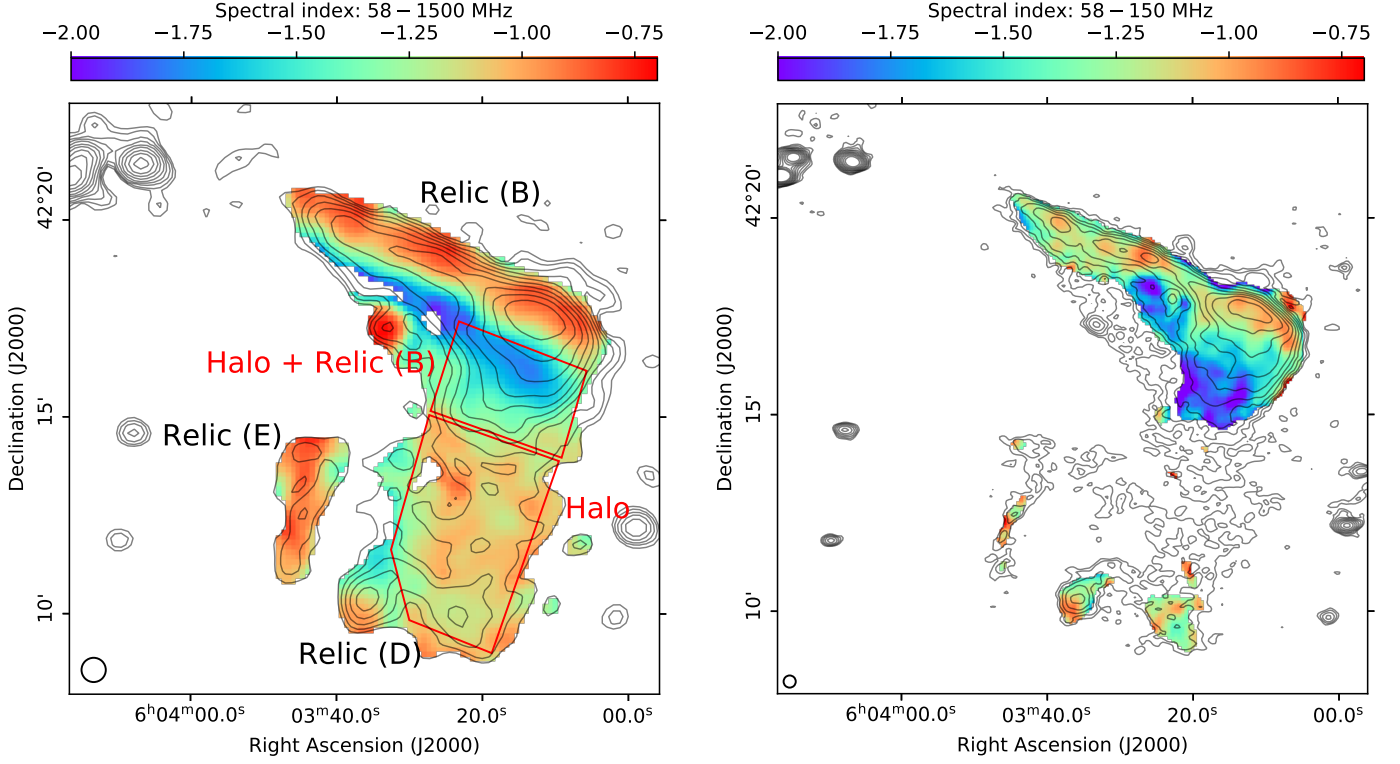 Spectral index: 58 − 1500 MHz
−2.00 −1.75 −1.50 −1.25 −1.00 −0.75
Relic (B)
Halo + Relic (B)
Relic (E)
Halo
Relic (D)
42°20'
15'
10'
Declination (J2000)
6ʰ04ᵐ00.0ˢ 03ᵐ40.0ˢ 20.0ˢ 00.0ˢ
Right Ascension (J2000)
Spectral index: 58 − 1500 MHz
−2.00 −1.75 −1.50 −1.25 −1.00 −0.75
42°20'
15'
10'
Declination (J2000)
6ʰ04ᵐ00.0ˢ 03ᵐ40.0ˢ 20.0ˢ 00.0ˢ
Right Ascension (J2000)